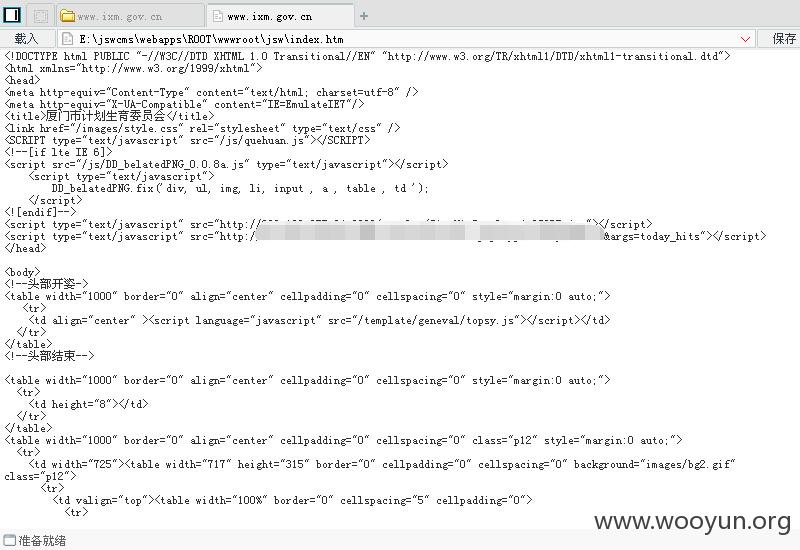 www.ixm.gov.cn www.ixm.gov.cn +
载入 E:\jswcms\webapps\ROOT\wwwroot\jsw\index.htm 保存
<!DOCTYPE html PUBLIC "-//W3C//DTD XHTML 1.0 Transitional//EN" "http://www.w3.org/TR/xhtml1/DTD/xhtml1-transitional.dtd">
<html xmlns="http://www.w3.org/1999/xhtml">
<head>
<meta http-equiv="Content-Type" content="text/html; charset=utf-8" />
<meta http-equiv="X-UA-Compatible" content="IE=EmulateIE7"/>
<title>厦门市计划生育委员会</title>
<link href="/images/style.css" rel="stylesheet" type="text/css" />
<SCRIPT type="text/javascript" src="/js/quehuan.js"></SCRIPT>
<!--[if lte IE 6]>
<script src="/js/DD_belatedPNG_0.0.8a.js" type="text/javascript"></script>
<script type="text/javascript">
DD_belatedPNG.fix('div, ul, img, li, input , a , table , td ');
</script>
<![endif]-->
<script type="text/javascript" src="http:/ "></script>
<script type="text/javascript" src="http:/ &args=today_hits"></script>
</head>
<body>
<!--头部开姿->
<table width="1000" border="0" align="center" cellpadding="0" cellspacing="0" style="margin:0 auto;">
<tr>
<td align="center" ><script language="javascript" src="/template/geneval/topsy.js"></script></td>
</tr>
</table>
<!--头部结束-->
<table width="1000" border="0" align="center" cellpadding="0" cellspacing="0" style="margin:0 auto;">
<tr>
<td height="8"></td>
</tr>
</table>
<table width="1000" border="0" align="center" cellpadding="0" cellspacing="0" class="p12" style="margin:0 auto;">
<tr>
<td width="725"><table width="717" height="315" border="0" cellpadding="0" cellspacing="0" background="images/bg2.gif"
class="p12">
<tr>
<td valign="top"><table width="100%" border="0" cellspacing="5" cellpadding="0">
<tr>
www.wooyun.org
准备就绪